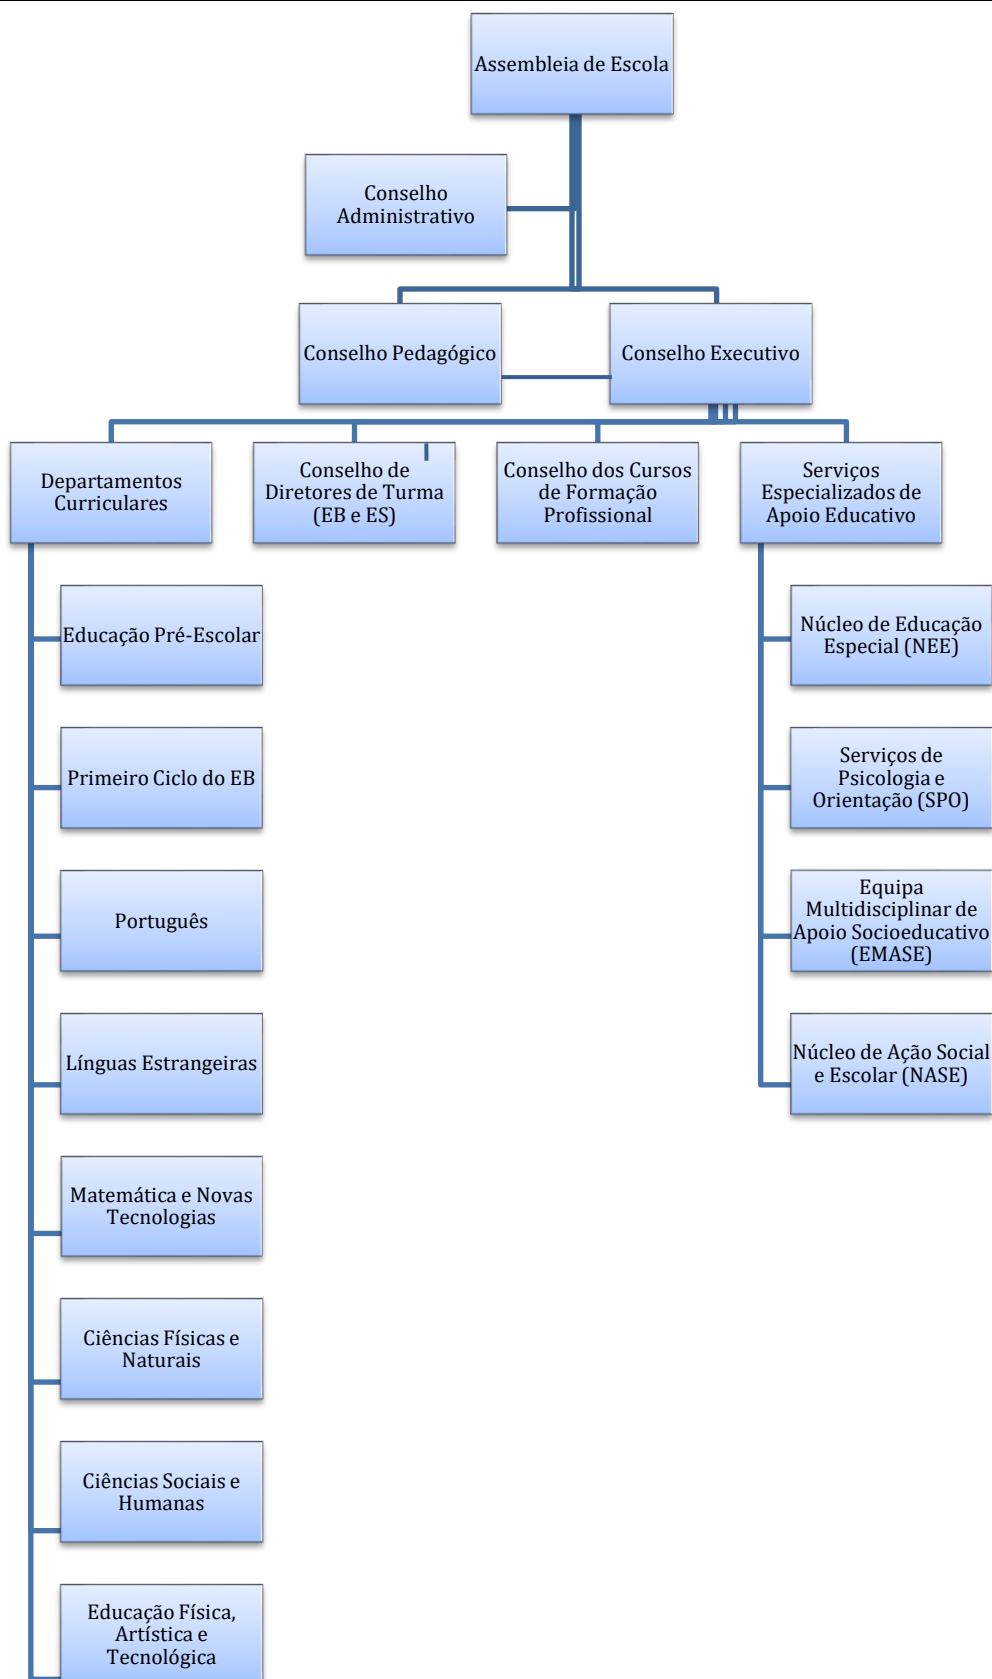 Assembleia de Escola
Conselho
Administrativo
Conselho Pedagógico
Conselho Executivo
Departamentos
Curriculares
Conselho de
Diretores de Turma
(EB e ES)
Conselho dos Cursos
de Formação
Profissional
Serviços
Especializados de
Apoio Educativo
Educação Pré-Escolar
Primeiro Ciclo do EB
Português
Línguas Estrangeiras
Matemática e Novas
Tecnologias
Ciências Físicas e
Naturais
Ciências Sociais e
Humanas
Educação Física,
Artística e
Tecnológica
Núcleo de Educação
Especial (NEE)
Serviços de
Psicologia e
Orientação (SPO)
Equipa
Multidisciplinar de
Apoio Socioeducativo
(EMASE)
Núcleo de Ação Social
e Escolar (NASE)